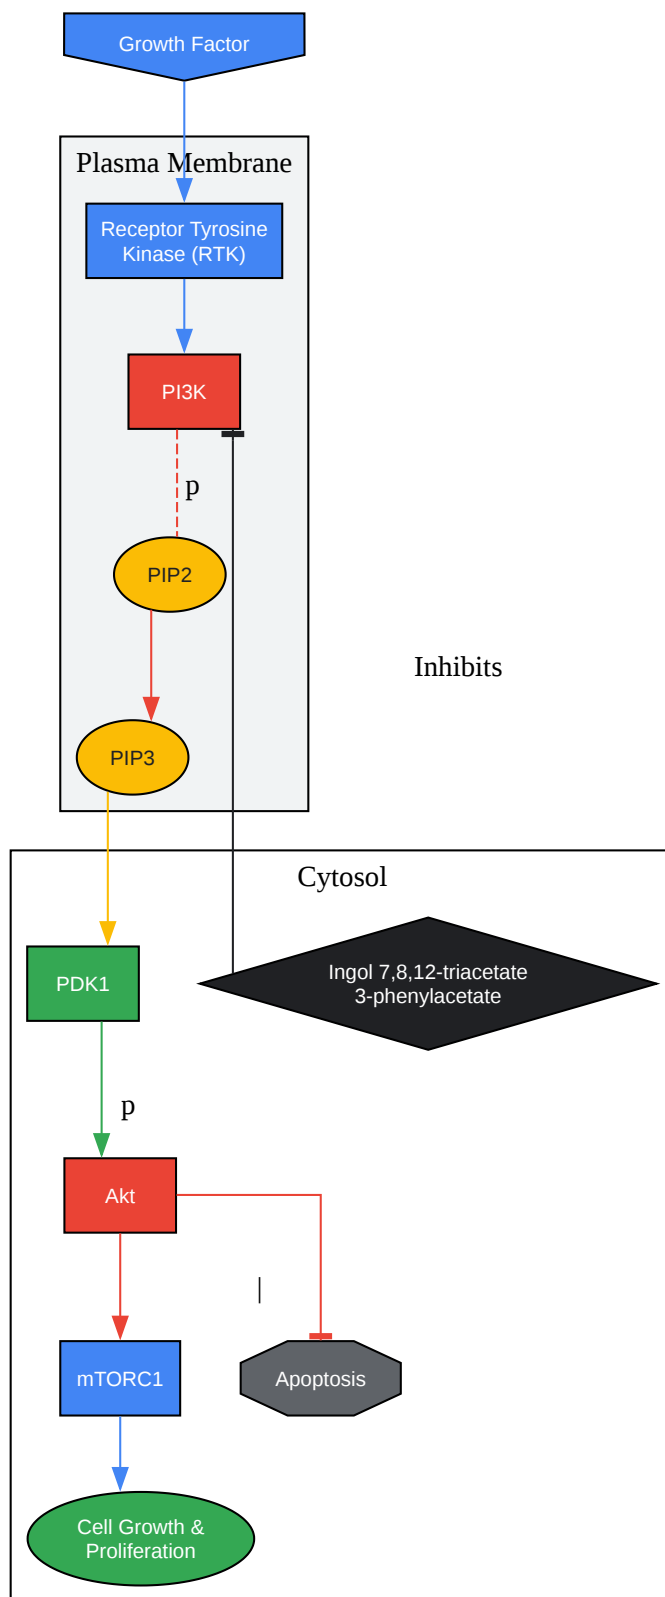 Growth Factor
Plasma Membrane
Receptor Tyrosine
Kinase (RTK)
PI3K
p
PIP2
Inhibits
PIP3
Cytosol
PDK1
Ingol 7,8,12-triacetate
3-phenylacetate
p
Akt
|
mTORC1
Apoptosis
Cell Growth &
Proliferation